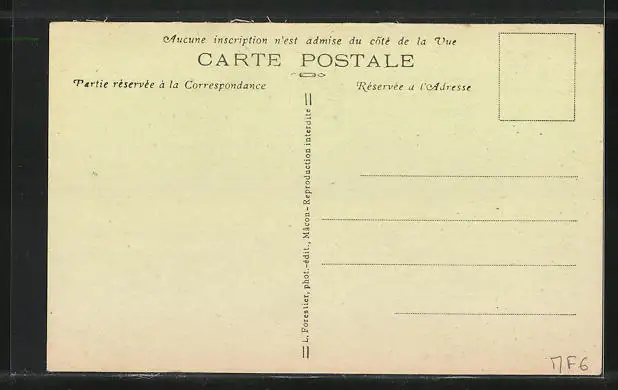 Aucune inscription n'est admise du côté de la Vue
CARTE POSTALE
Partie réservée à la Correspondance
Réservée a l'Adresse
L. Forestier, phot.-édit., Mâcon - Reproduction interdite
MF6